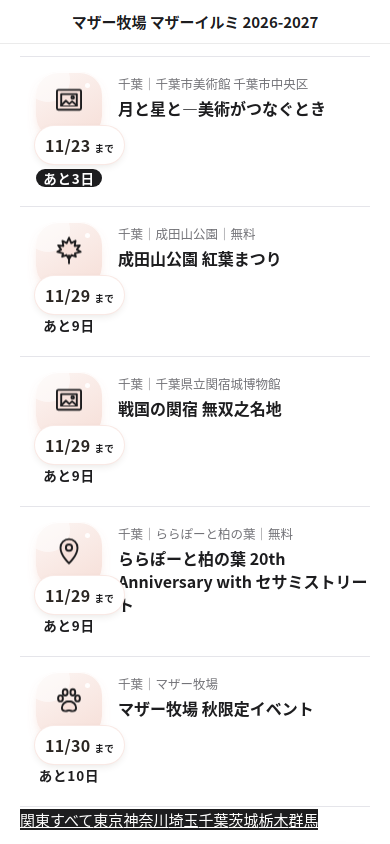 マザー牧場 マザーイルミ 2026-2027
千葉｜千葉市美術館 千葉市中央区
月と星と―美術がつなぐとき
11/23 まで
あと3日
千葉｜成田山公園｜無料
成田山公園 紅葉まつり
11/29 まで
あと9日
千葉｜千葉県立関宿城博物館
戦国の関宿 無双之名地
11/29 まで
あと9日
千葉｜ららぽーと柏の葉｜無料
ららぽーと柏の葉 20th
Anniversary with セサミストリー
ト
11/29 まで
あと9日
千葉｜マザー牧場
マザー牧場 秋限定イベント
11/30 まで
あと10日
関東すべて東京神奈川埼玉千葉茨城栃木群馬